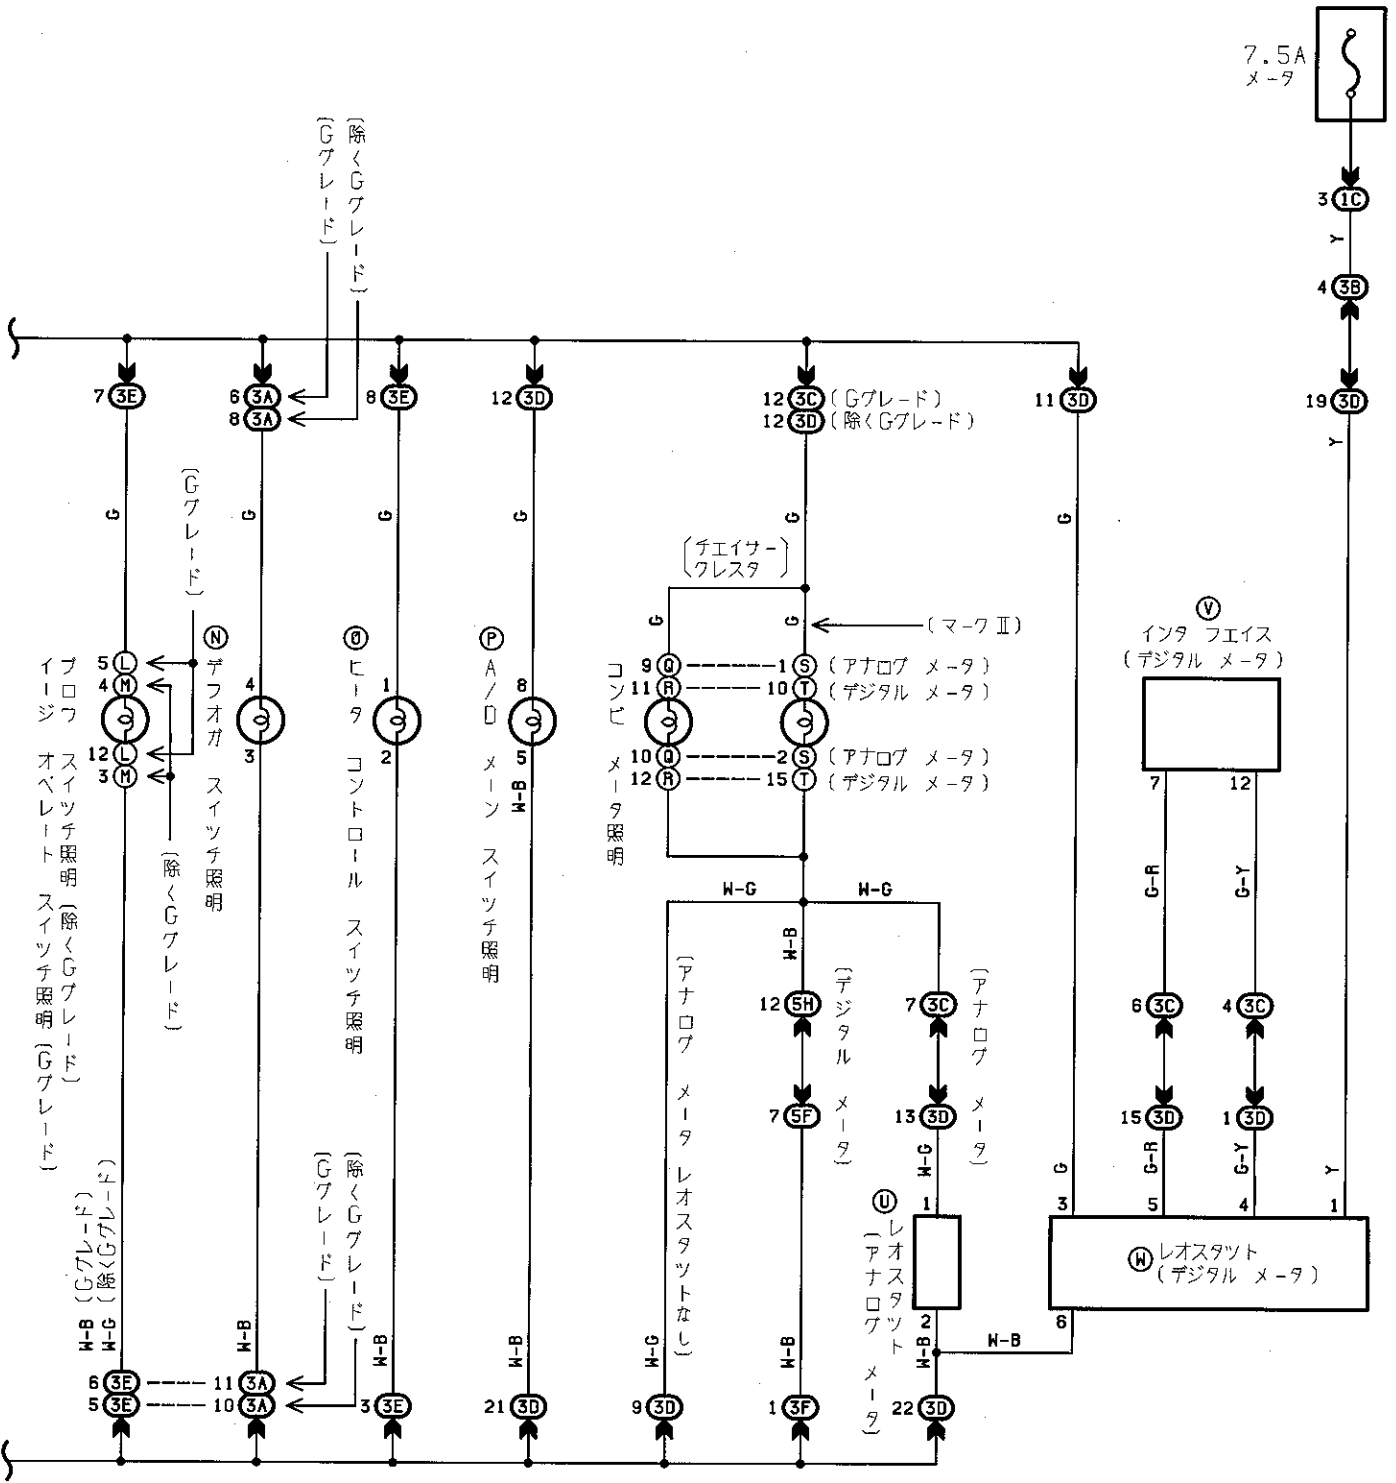 7.5A
メータ
3 1C
Y
4 3B
(Gグレード)
(除くGグレード)
7 3E
6 3A
8 3A
8 3E
12 3D
12 3C (Gグレード)
12 3D (除くGグレード)
11 3D
19 3D
Y
G
G
G
G
G
G
(Gグレード)
(チエイサー
クレスタ)
G
G
(マークⅡ)
V
インタ フエイス
(デジタル メータ)
7
12
プロワ スイツチ照明 (除くGグレード)
イージ オペレート スイツチ照明 (Gグレード)
5 L
4 M
12 L
3 M
(除くGグレード)
N
デフオガ スイツチ照明
4
3
O
ヒータ コントロール スイツチ照明
1
2
P
A/D メーン スイツチ照明
8
5
W-B
コンビ メータ照明
9 Q
1 S (アナログ メータ)
11 R
10 T (デジタル メータ)
10 Q
2 S (アナログ メータ)
12 R
15 T (デジタル メータ)
W-G
W-G
W-B
G-R
G-Y
(アナログ メータ レオスタツトなし)
(デジタル メータ)
(アナログ メータ)
12 5H
7 3C
6 3C
4 3C
7 5F
13 3D
15 3D
1 3D
W-G
G
G-R
G-Y
Y
U
レオスタツト
(アナログ メータ)
1
2
3
5
4
1
W
レオスタツト
(デジタル メータ)
6
W-B
W-B (Gグレード)
W-G (除くGグレード)
(Gグレード)
(除くGグレード)
W-B
W-B
W-B
W-G
W-B
W-B
6 3E
5 3E
11 3A
10 3A
3 3E
21 3D
9 3D
1 3F
22 3D